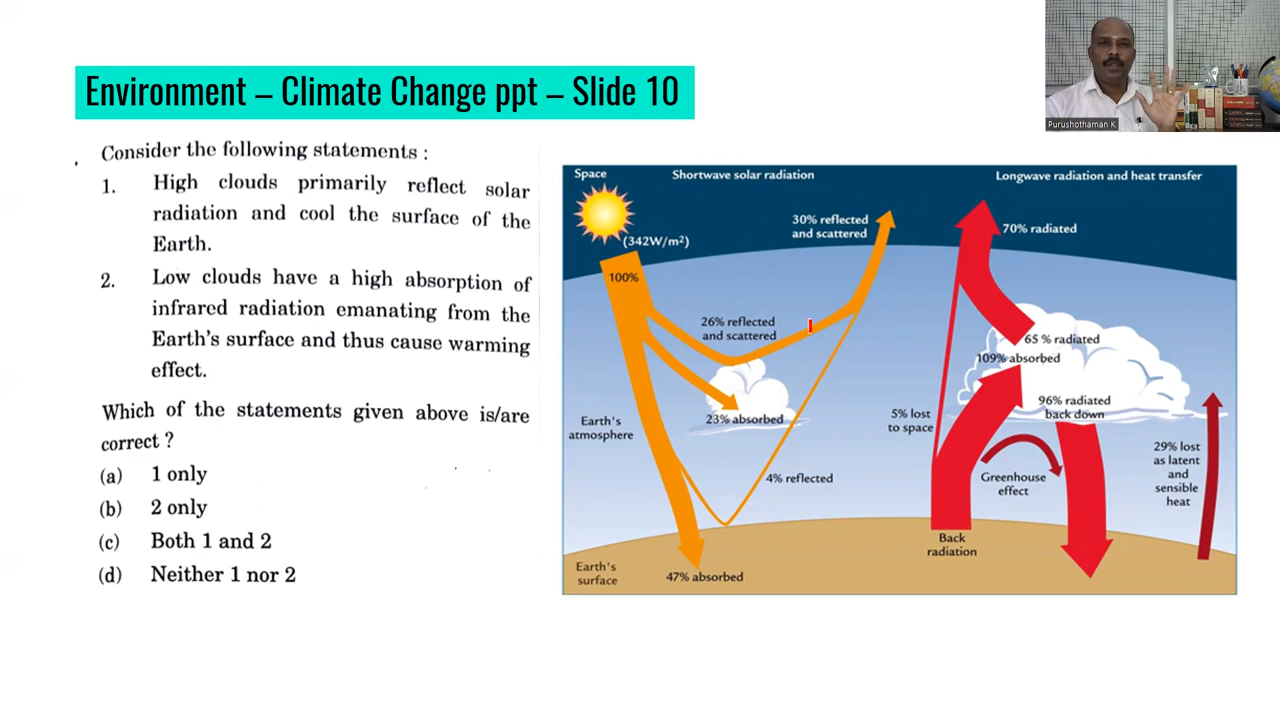 Environment – Climate Change ppt – Slide 10
Purushothaman K
Consider the following statements :
1. High clouds primarily reflect solar
radiation and cool the surface of the
Earth.
2. Low clouds have a high absorption of
infrared radiation emanating from the
Earth's surface and thus cause warming
effect.
Which of the statements given above is/are
correct ?
(a) 1 only
(b) 2 only
(c) Both 1 and 2
(d) Neither 1 nor 2
Space
Shortwave solar radiation
Longwave radiation and heat transfer
(342W/m²)
100%
30% reflected
and scattered
70% radiated
26% reflected
and scattered
65 % radiated
109% absorbed
23% absorbed
96% radiated
back down
Earth's
atmosphere
5% lost
to space
4% reflected
Greenhouse
effect
29% lost
as latent
and
sensible
heat
Back
radiation
Earth's
surface
47% absorbed